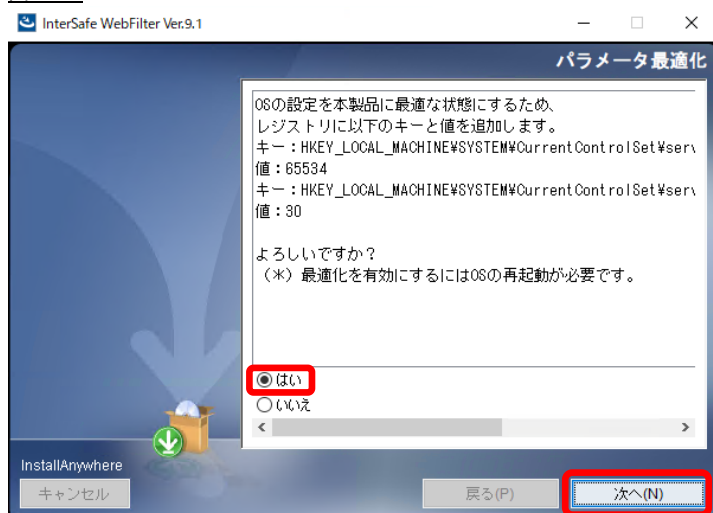 InterSafe WebFilter Ver.9.1
パラメータ最適化
OSの設定を本製品に最適な状態にするため、
レジストリに以下のキーと値を追加します。
キー：HKEY_LOCAL_MACHINE¥SYSTEM¥CurrentControlSet¥serv
値：65534
キー：HKEY_LOCAL_MACHINE¥SYSTEM¥CurrentControlSet¥serv
値：30
よろしいですか？
（＊）最適化を有効にするにはOSの再起動が必要です。
はい
いいえ
InstallAnywhere
キャンセル
戻る(P)
次へ(N)